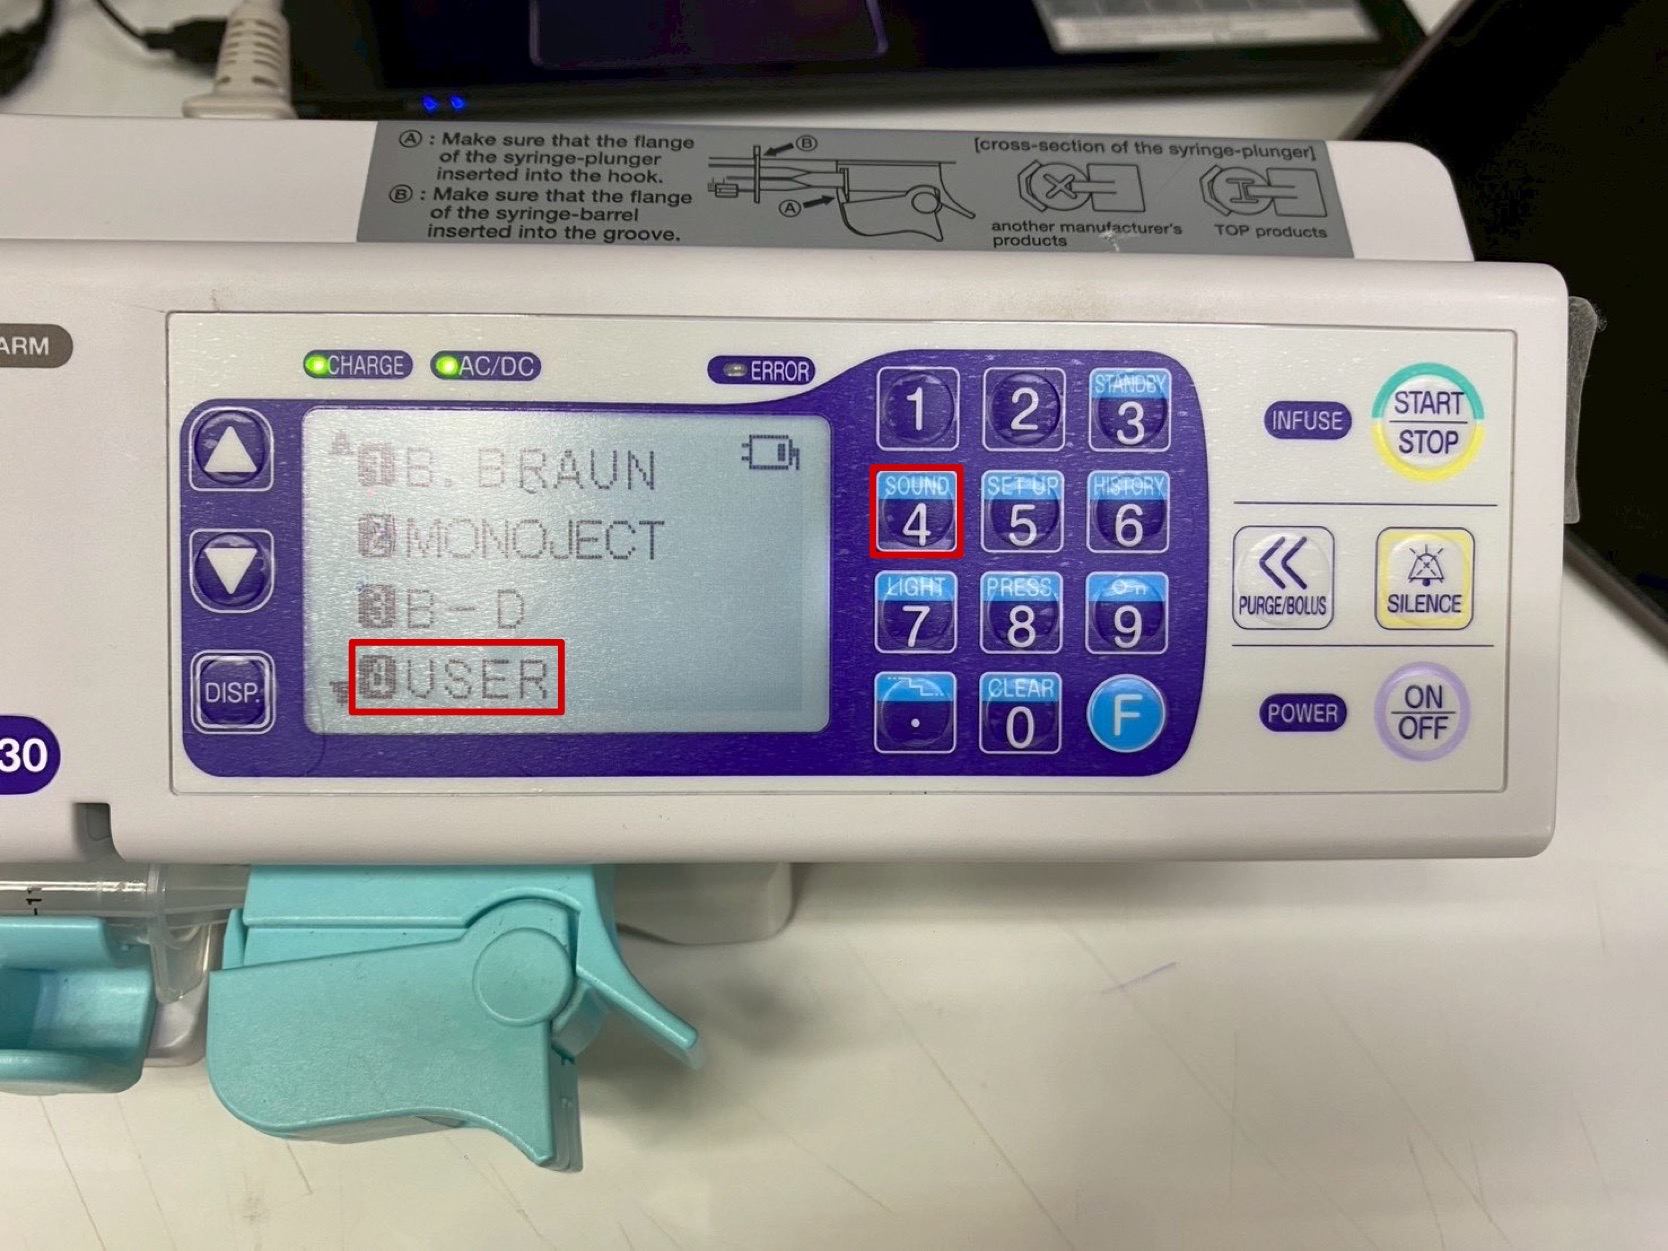 Ⓐ : Make sure that the flange
of the syringe-plunger
inserted into the hook.
Ⓑ : Make sure that the flange
of the syringe-barrel
inserted into the groove.
B
A
[cross-section of the syringe-plunger]
another manufacturer's
products
TOP products
ARM
CHARGE
AC/DC
ERROR
1 B. BRAUN
2 MONOJECT
3 B-D
4 USER
DISP.
1
2
STANDBY
3
SOUND
4
SET UP
5
HISTORY
6
LIGHT
7
PRESS.
8
9
.
CLEAR
0
F
INFUSE
START
STOP
PURGE/BOLUS
SILENCE
POWER
ON
OFF
30
-11